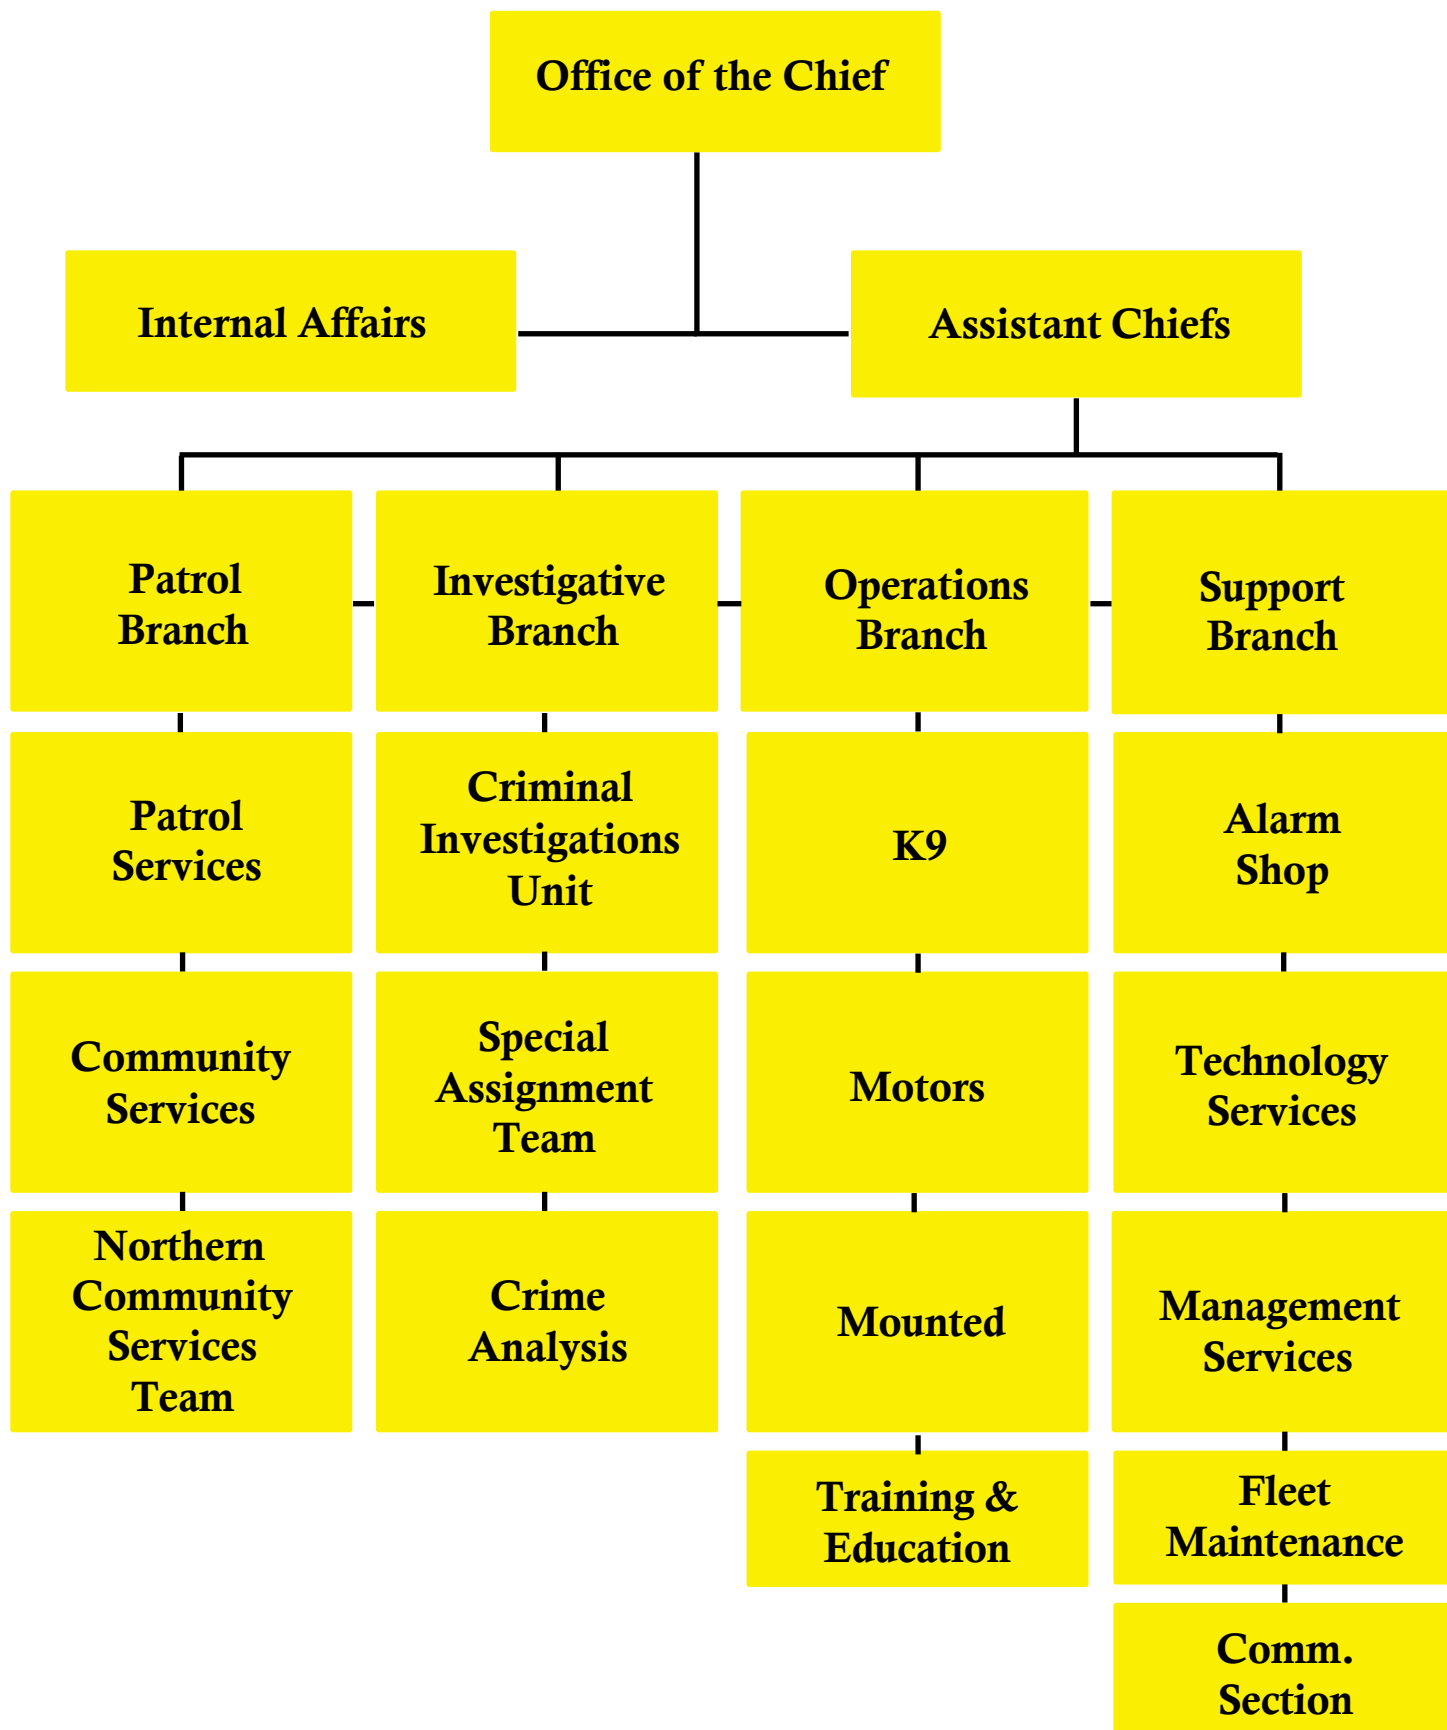 Office of the Chief
Internal Affairs
Assistant Chiefs
Patrol
Branch
Investigative
Branch
Operations
Branch
Support
Branch
Patrol
Services
Criminal
Investigations
Unit
K9
Alarm
Shop
Community
Services
Special
Assignment
Team
Motors
Technology
Services
Northern
Community
Services
Team
Crime
Analysis
Mounted
Management
Services
Training &
Education
Fleet
Maintenance
Comm.
Section